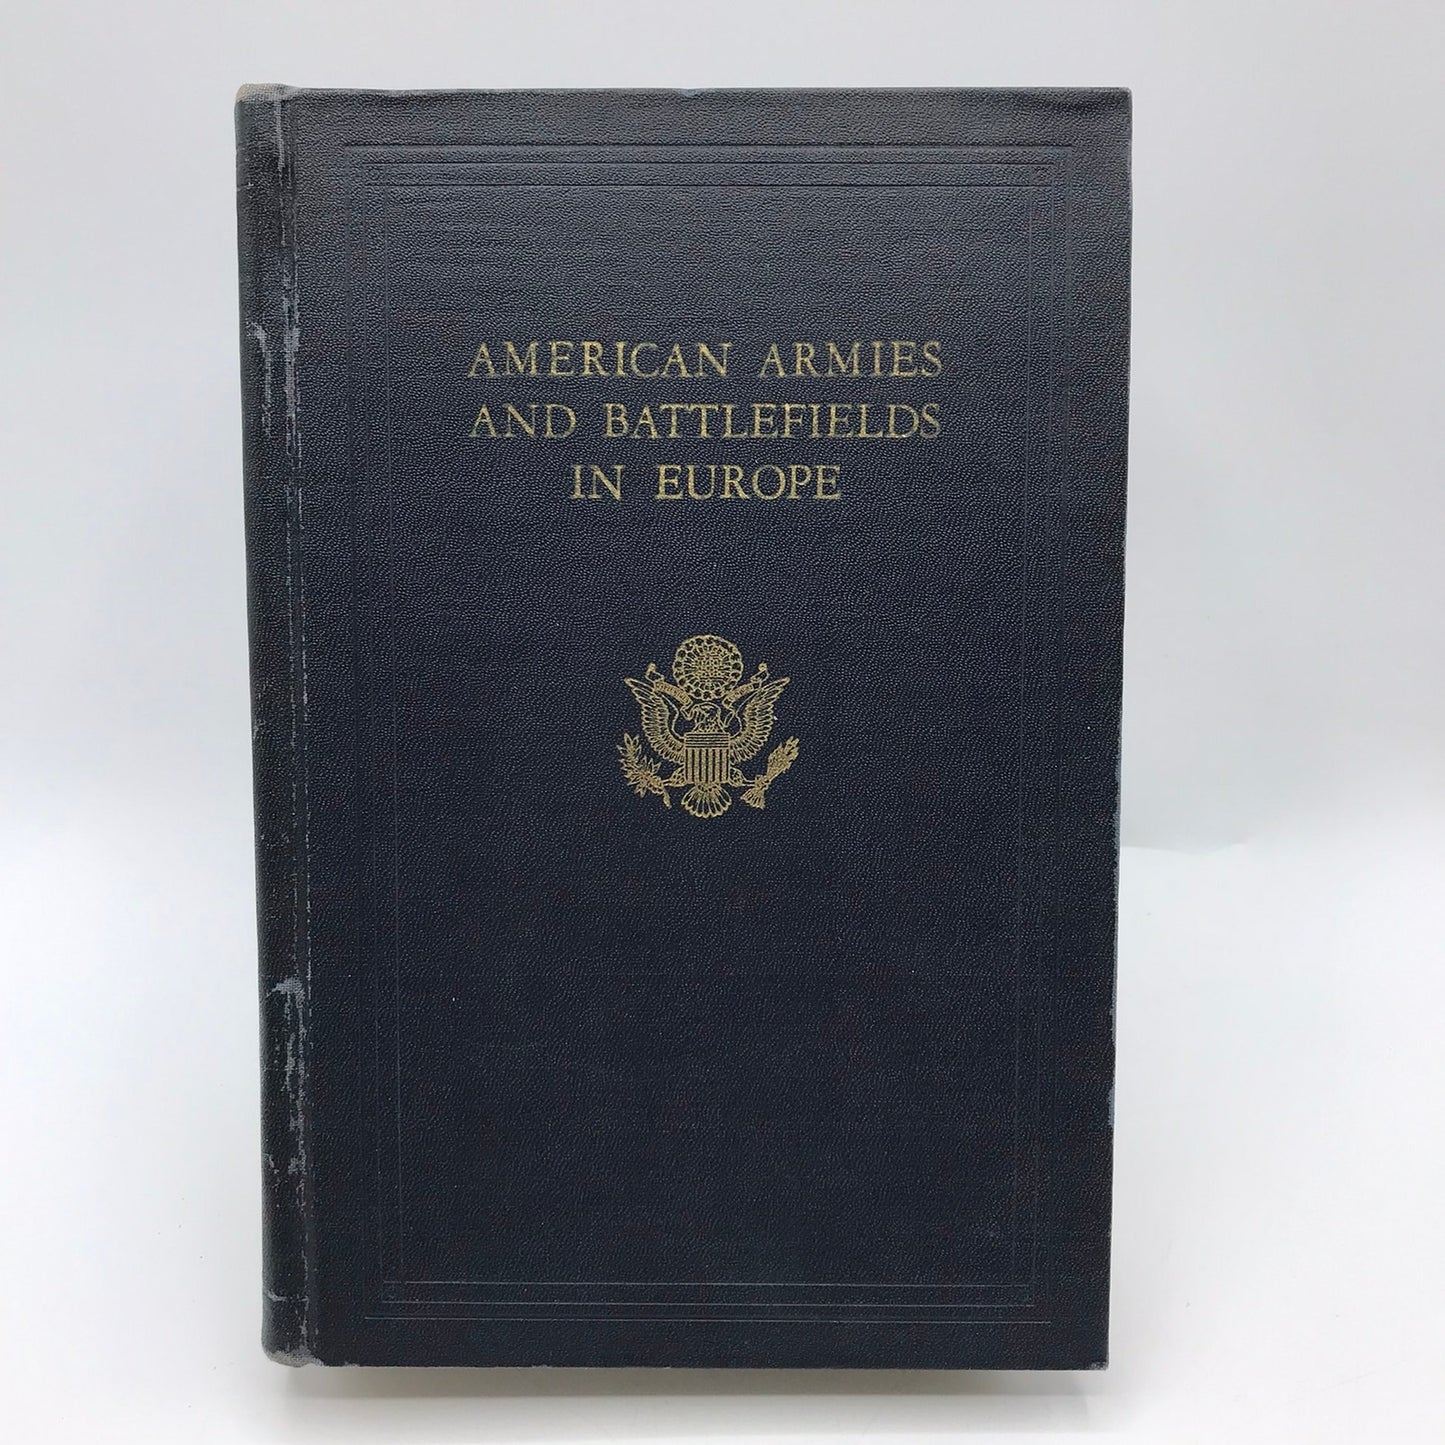 AMERICAN ARMIES
AND BATTLEFIELDS
IN EUROPE